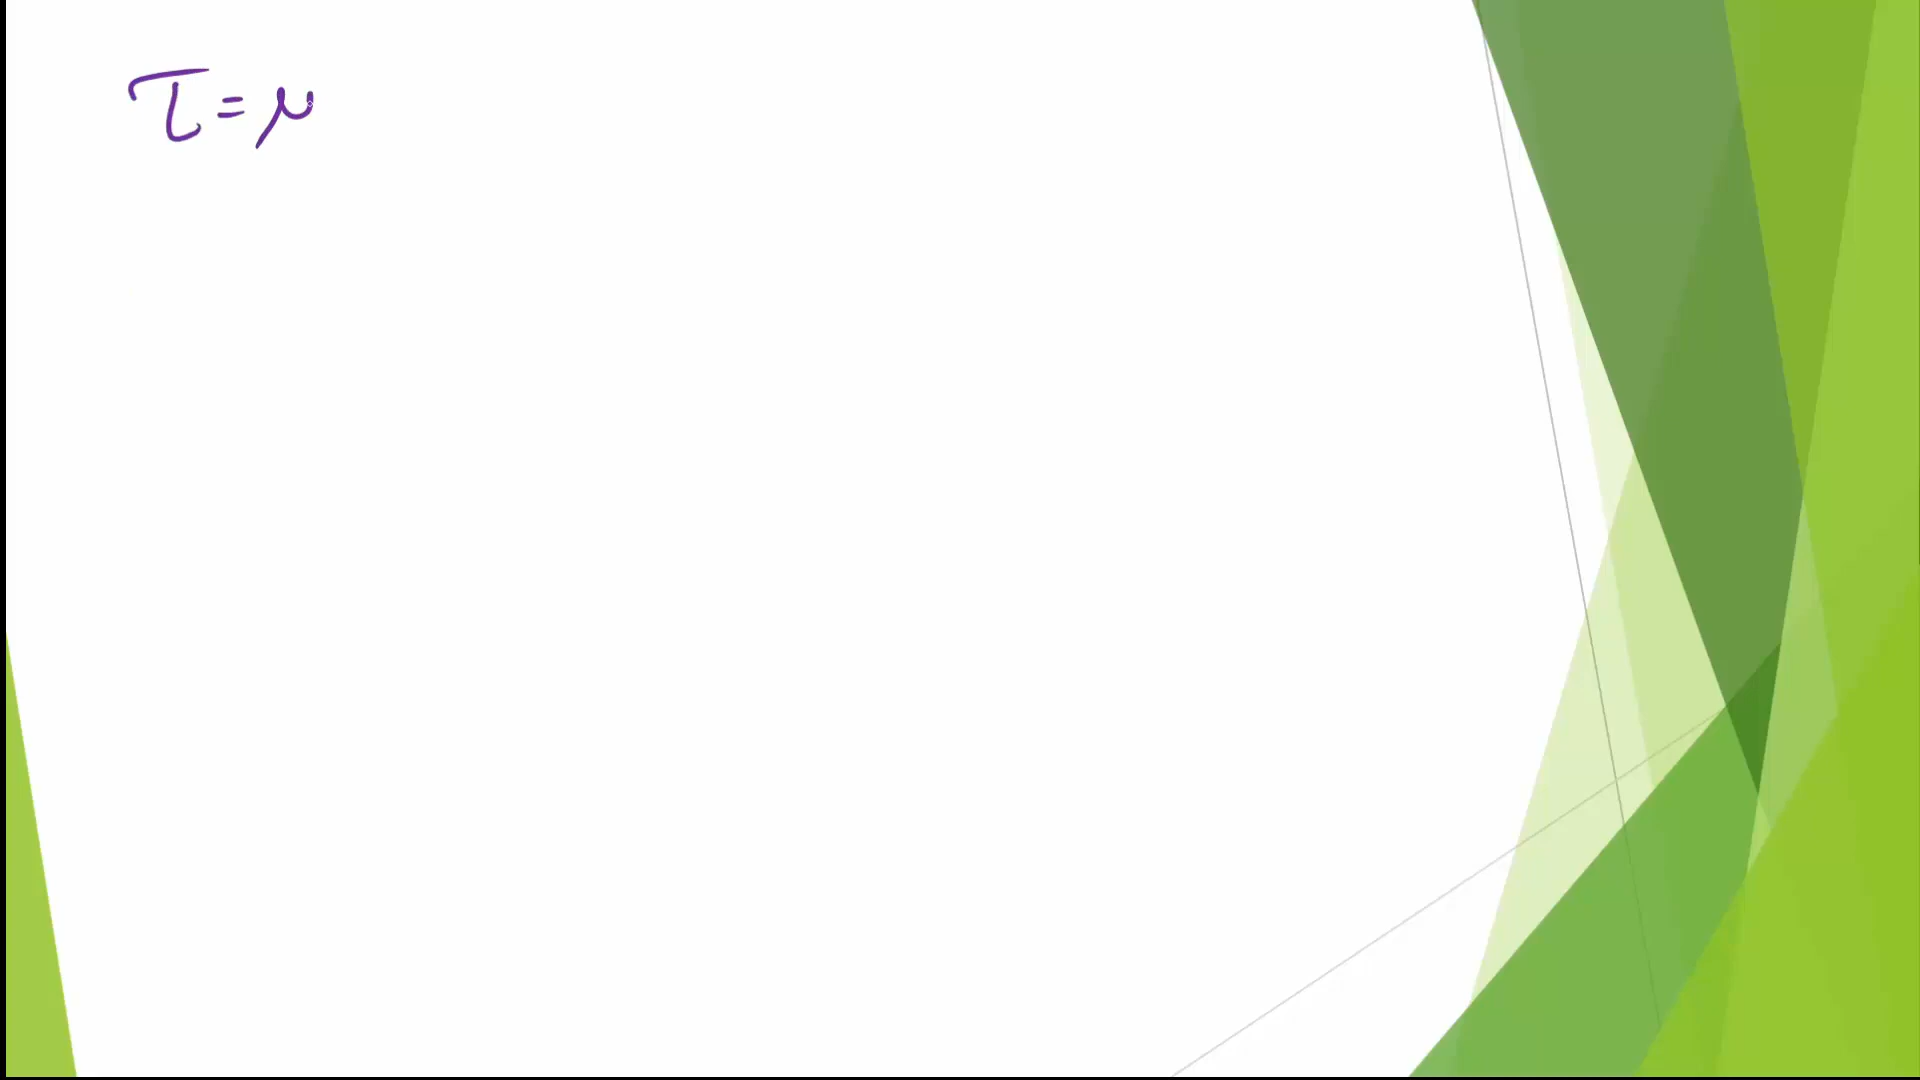 τ = μ